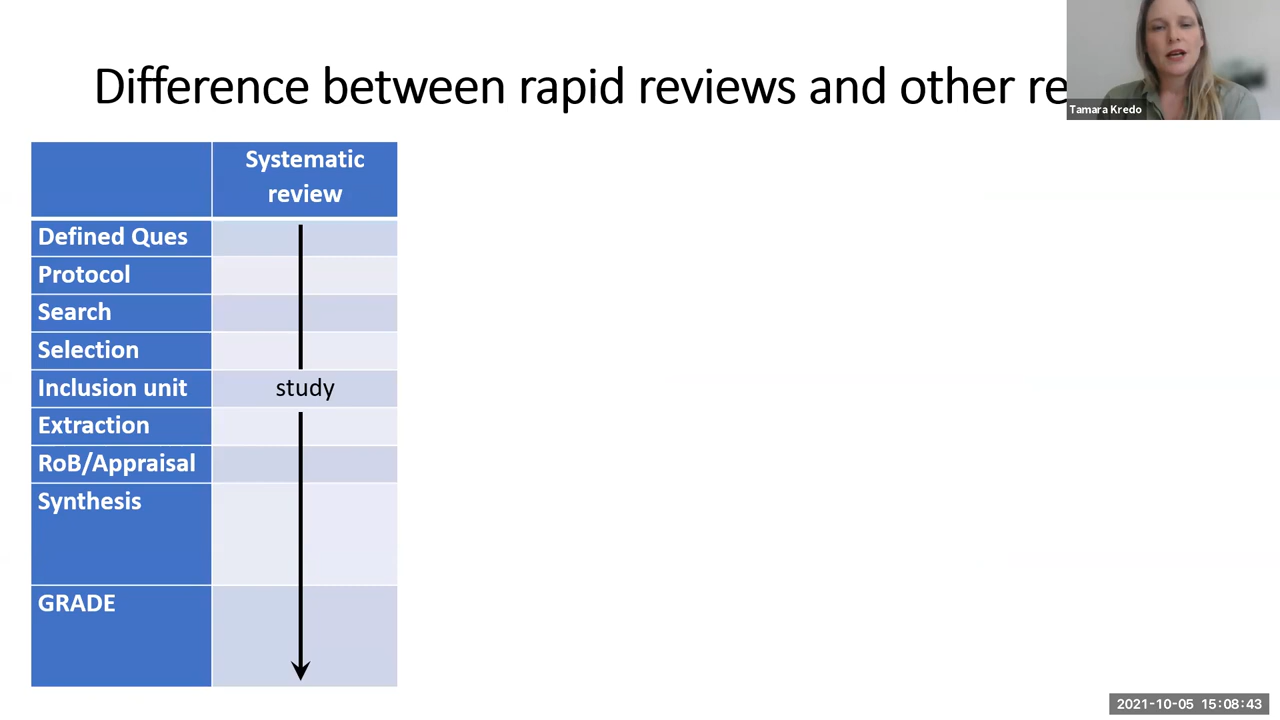 Difference between rapid reviews and other re
Tamara Kredo
Systematic
review
Defined Ques
Protocol
Search
Selection
Inclusion unit study
Extraction
RoB/Appraisal
Synthesis
GRADE
2021-10-05 15:08:43